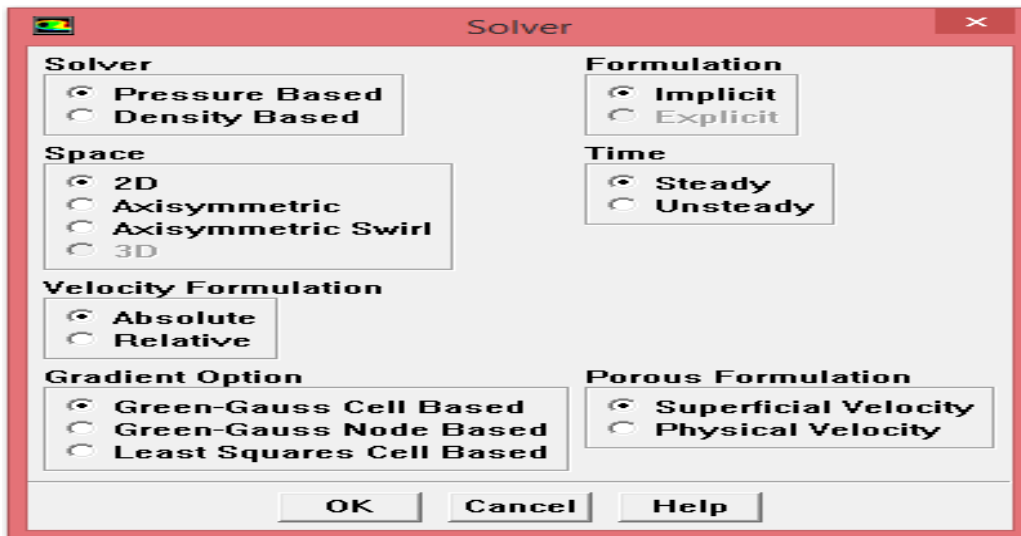 Solver
Solver
Pressure Based
Density Based
Formulation
Implicit
Explicit
Space
2D
Axisymmetric
Axisymmetric Swirl
3D
Time
Steady
Unsteady
Velocity Formulation
Absolute
Relative
Gradient Option
Green-Gauss Cell Based
Green-Gauss Node Based
Least Squares Cell Based
Porous Formulation
Superficial Velocity
Physical Velocity
OK
Cancel
Help